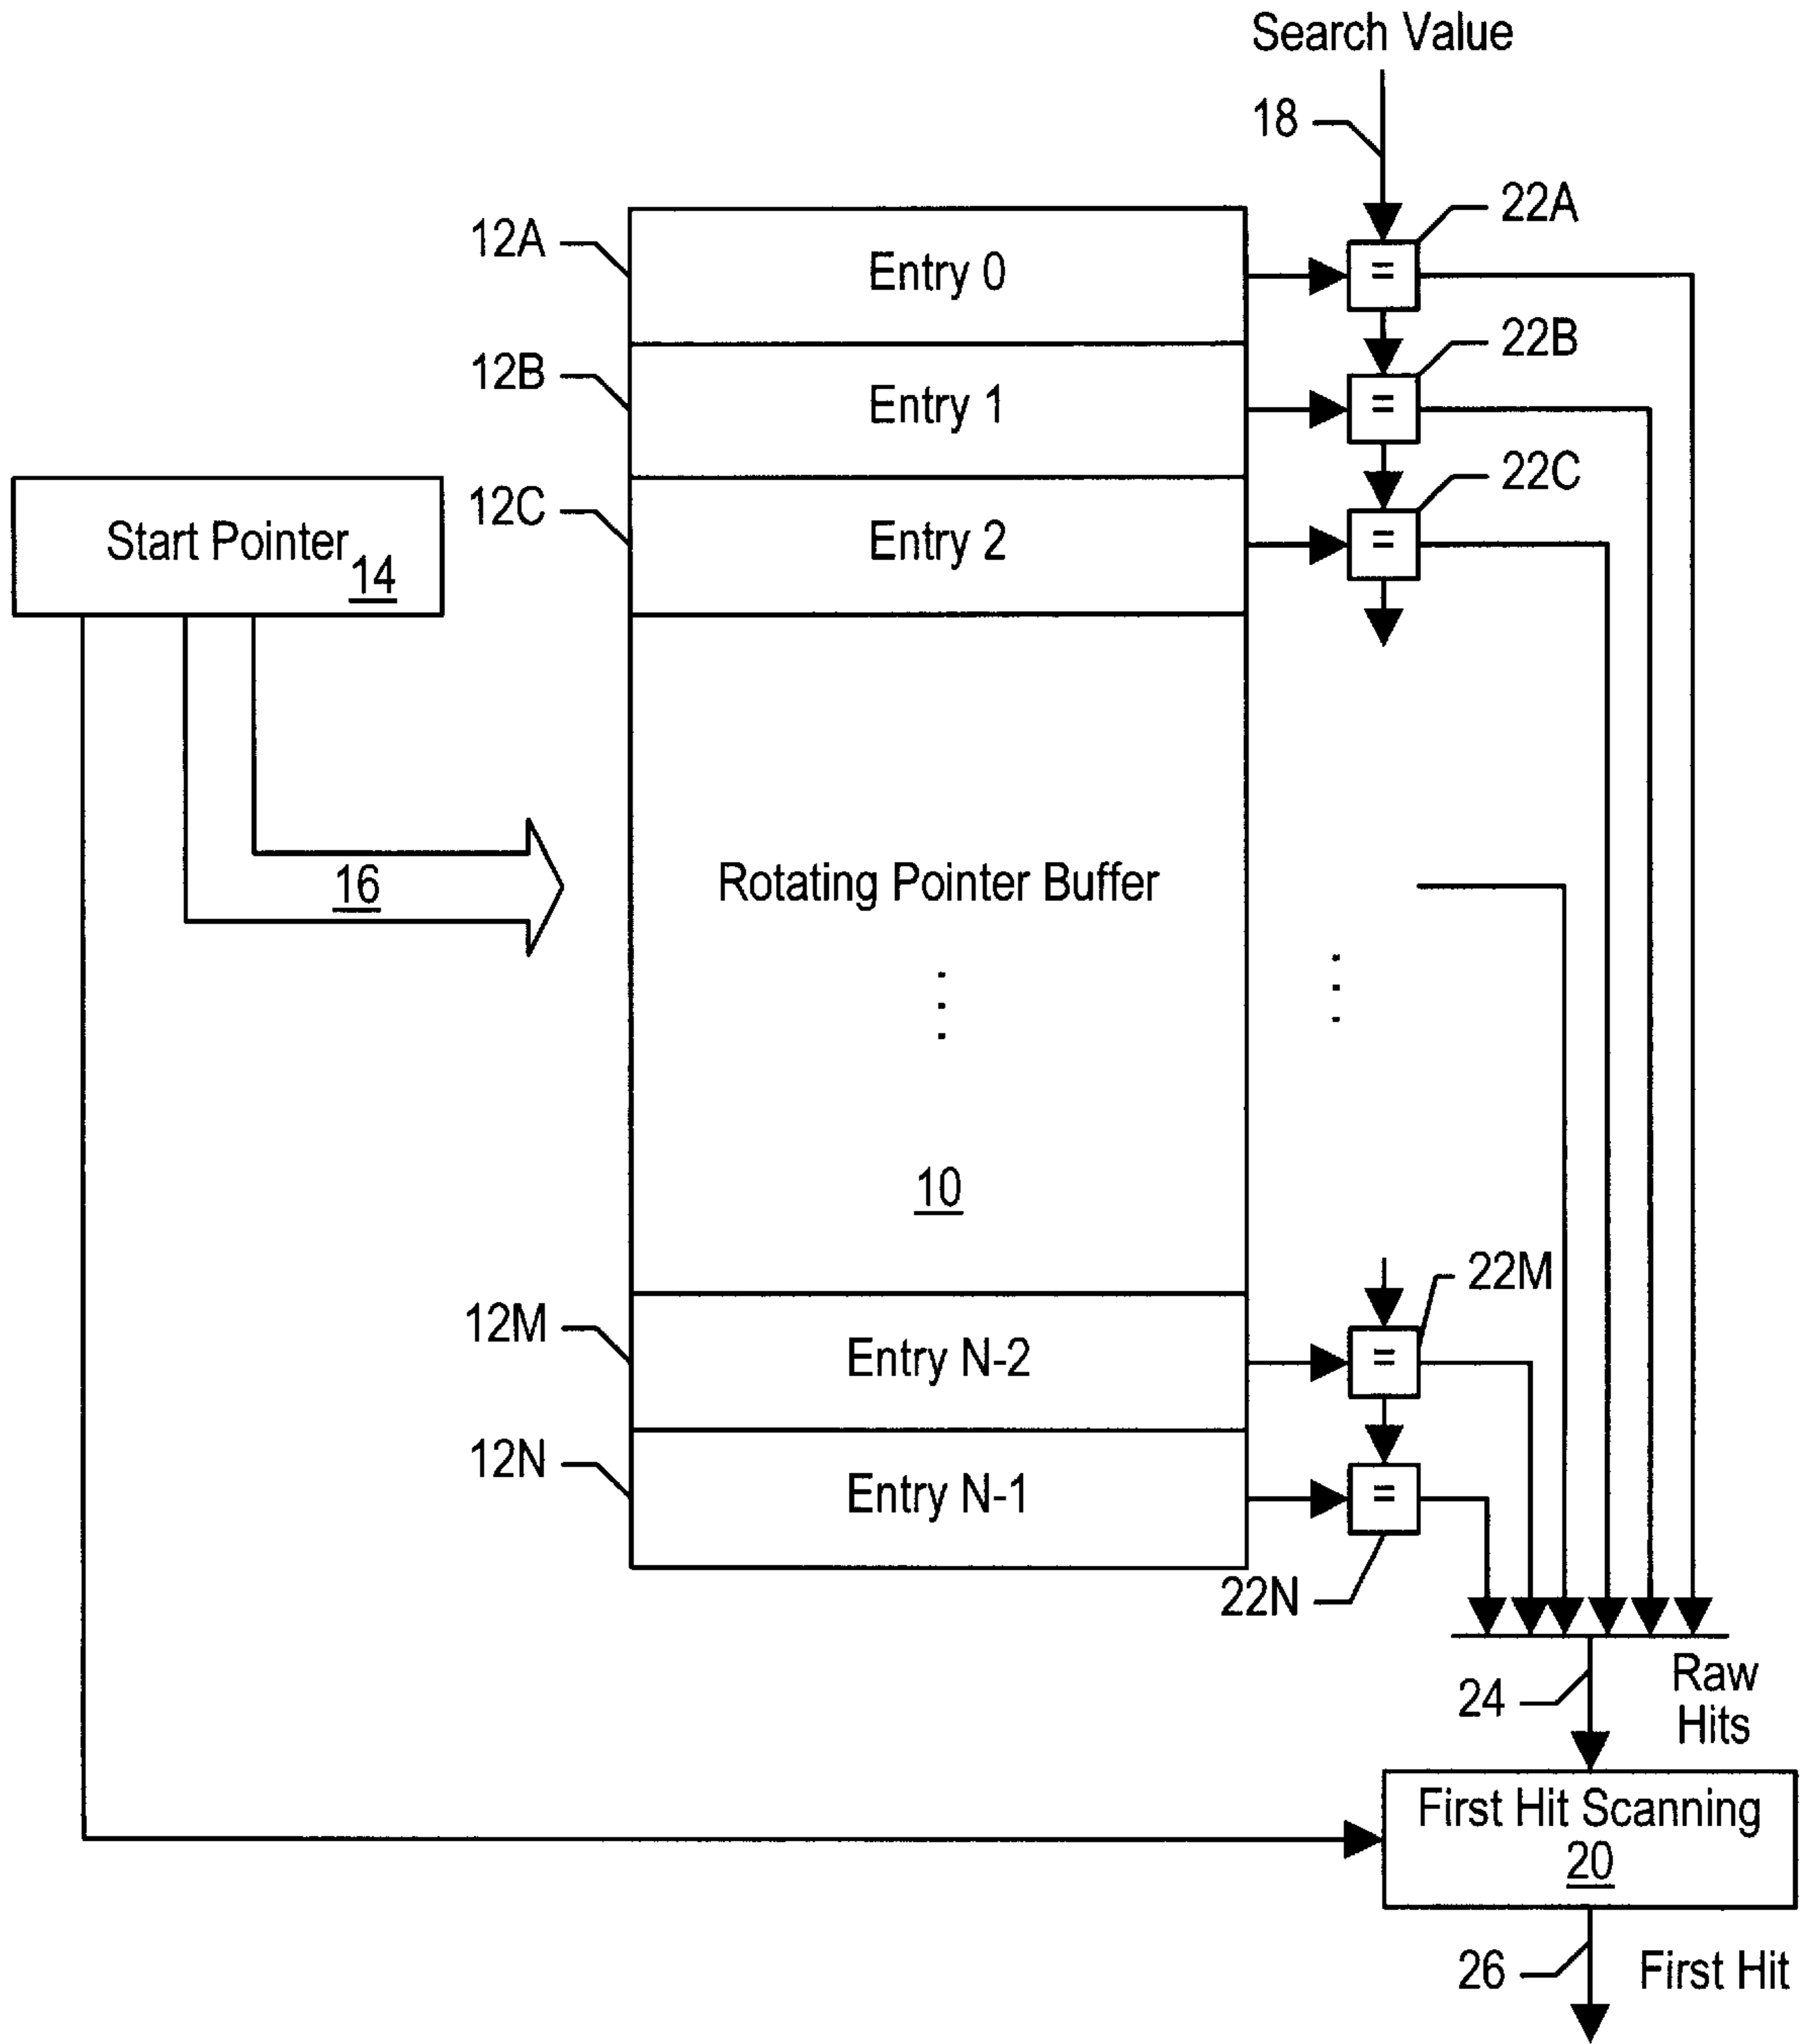 Search Value
18
22A
12A
Entry 0
=
22B
12B
Entry 1
=
22C
12C
Entry 2
=
Start Pointer
14
16
Rotating Pointer Buffer
10
22M
12M
Entry N-2
=
12N
Entry N-1
=
22N
24
Raw
Hits
First Hit Scanning
20
26
First Hit